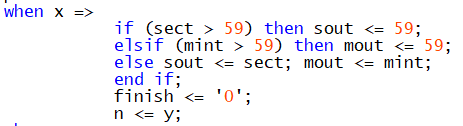 when x =>
if (sect > 59) then sout <= 59;
elsif (mint > 59) then mout <= 59;
else sout <= sect; mout <= mint;
end if;
finish <= '0';
n <= y;